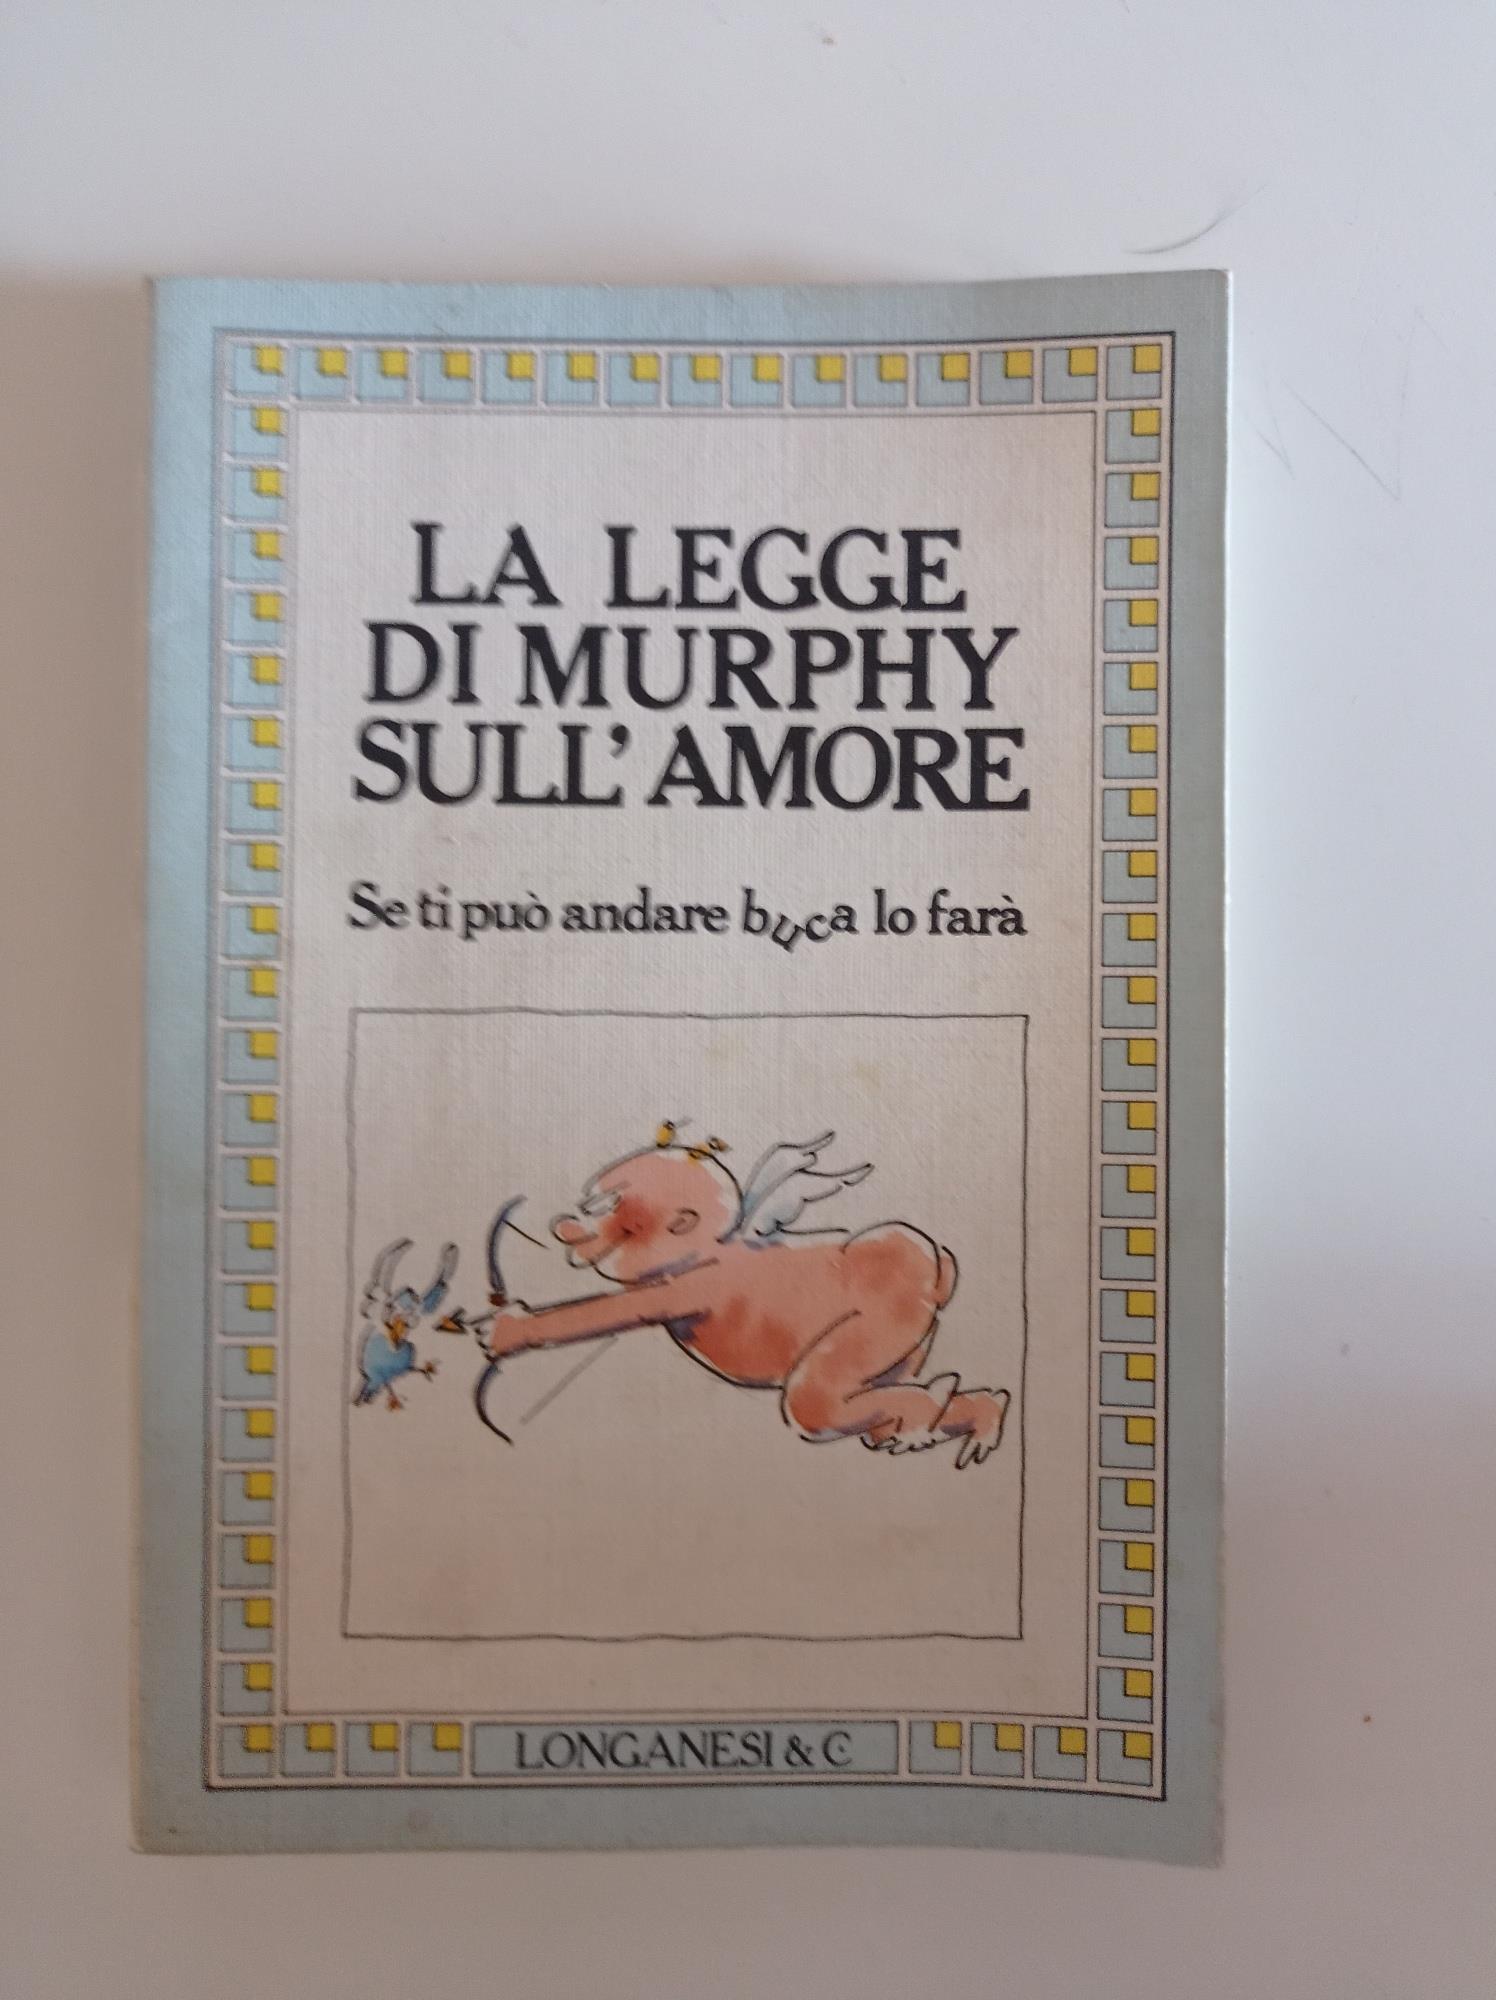 LA LEGGE
DI MURPHY
SULL'AMORE
Se ti può andare buca lo farà
LONGANESI & C.